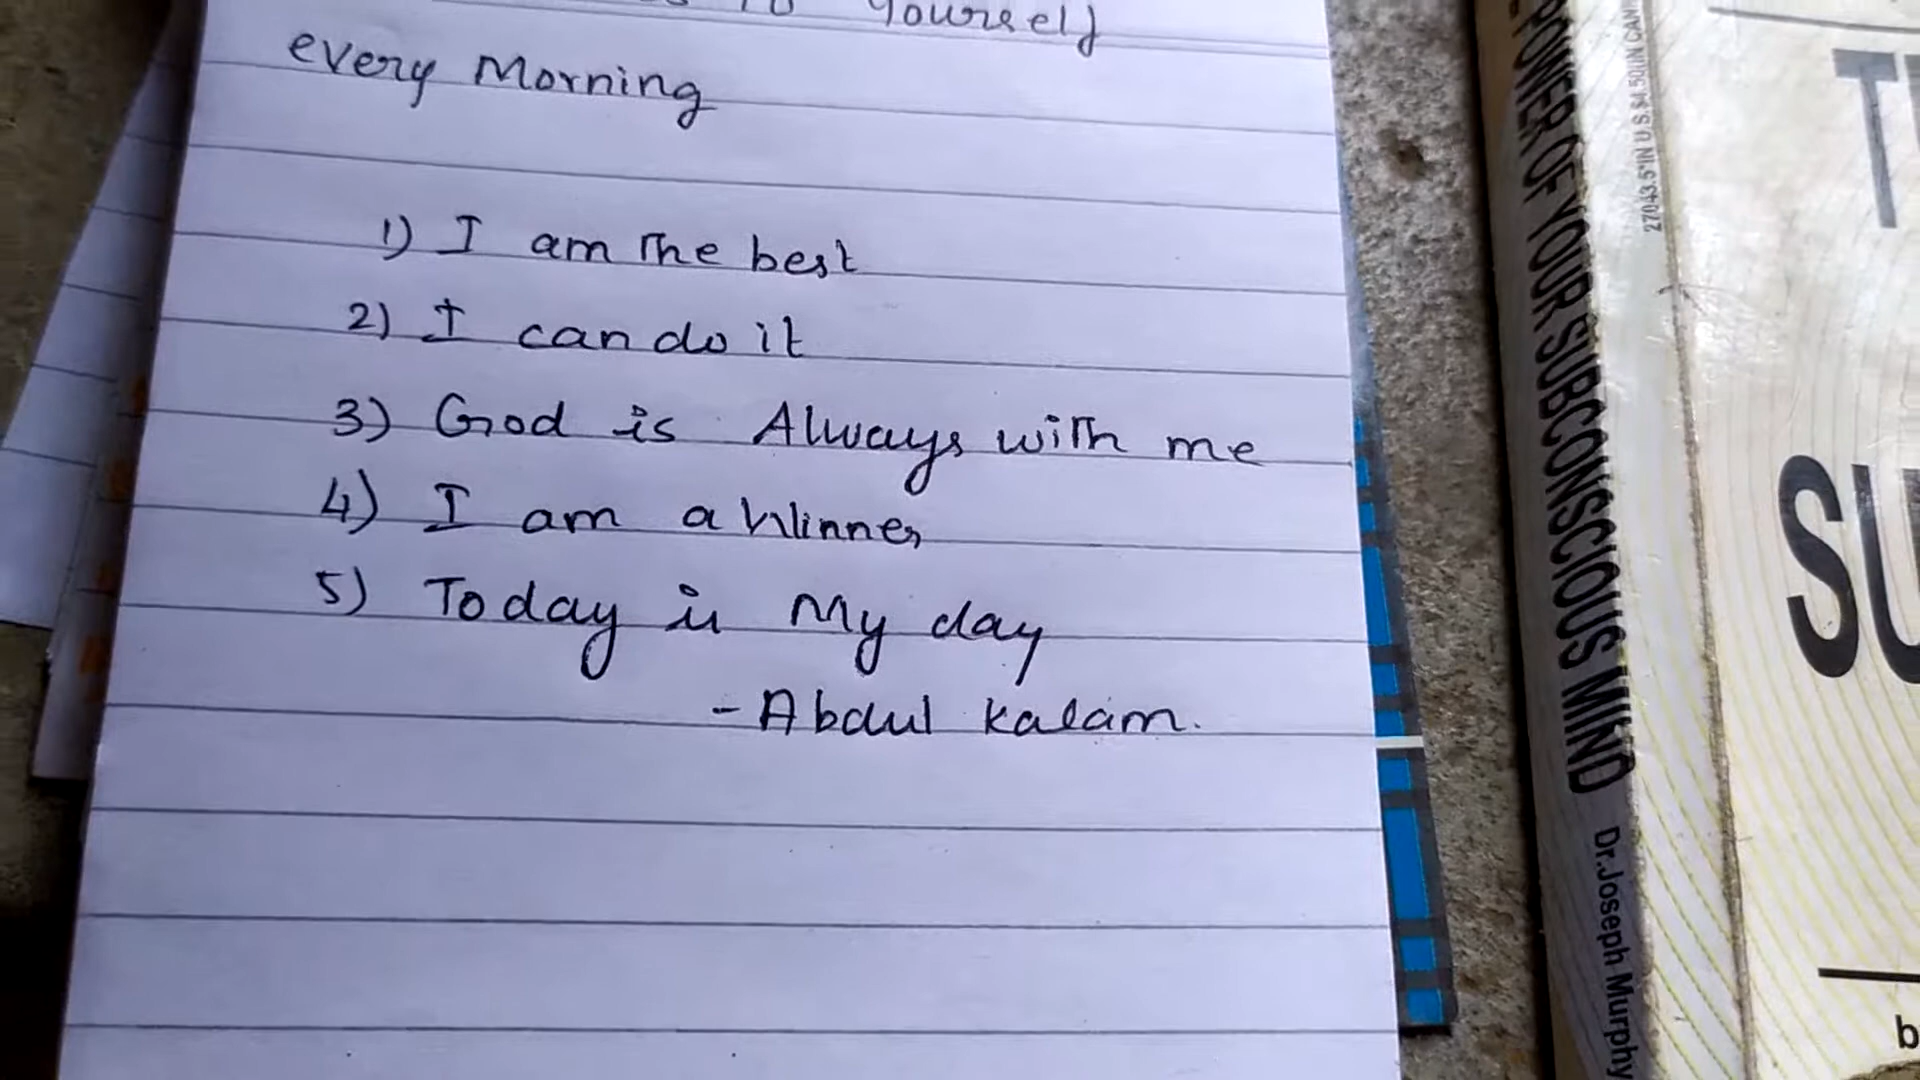 to Yourself
every Morning
1) I am The best
2) I can do it
3) God is Always with me
4) I am a Winner
5) Today is My day
- Abdul Kalam.
POWER OF YOUR SUBCONSCIOUS MIND Dr. Joseph Murphy